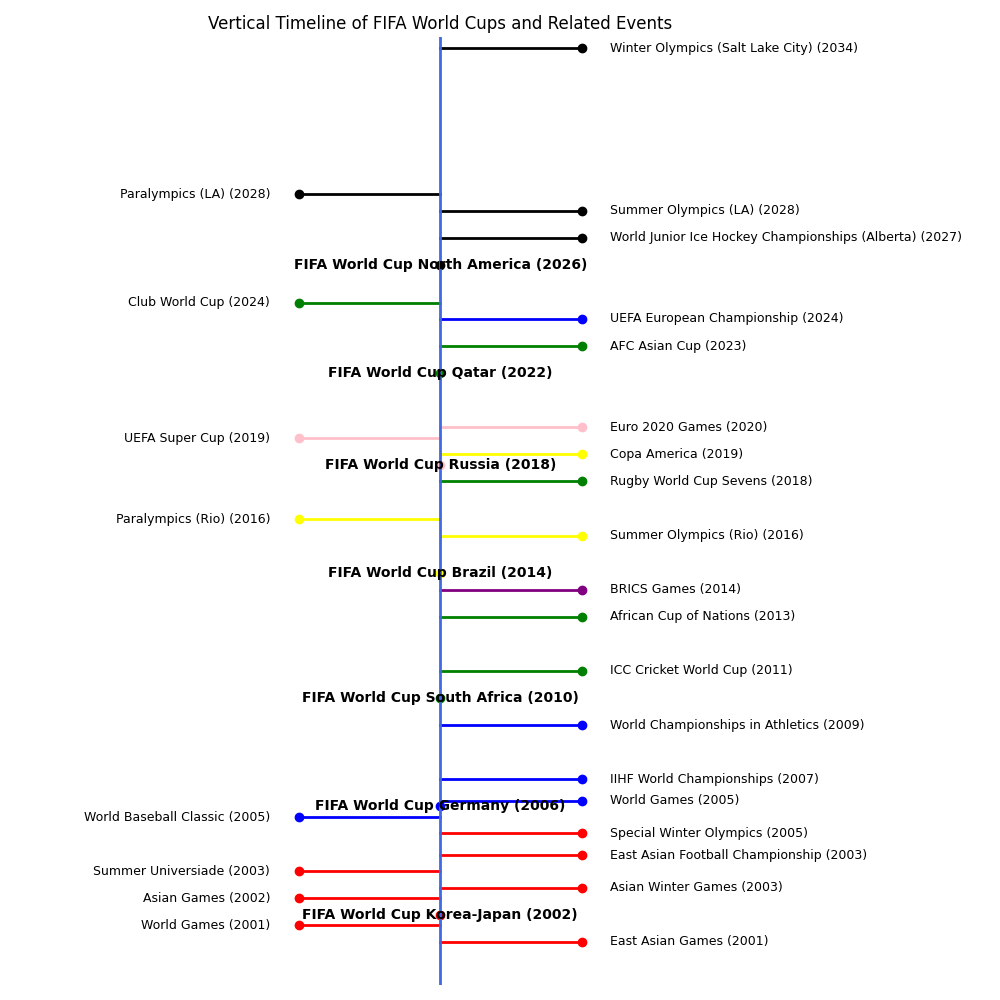 Vertical Timeline of FIFA World Cups and Related Events
Winter Olympics (Salt Lake City) (2034)
Paralympics (LA) (2028)
Summer Olympics (LA) (2028)
World Junior Ice Hockey Championships (Alberta) (2027)
FIFA World Cup North America (2026)
Club World Cup (2024)
UEFA European Championship (2024)
AFC Asian Cup (2023)
FIFA World Cup Qatar (2022)
Euro 2020 Games (2020)
UEFA Super Cup (2019)
Copa America (2019)
FIFA World Cup Russia (2018)
Rugby World Cup Sevens (2018)
Paralympics (Rio) (2016)
Summer Olympics (Rio) (2016)
FIFA World Cup Brazil (2014)
BRICS Games (2014)
African Cup of Nations (2013)
ICC Cricket World Cup (2011)
FIFA World Cup South Africa (2010)
World Championships in Athletics (2009)
IIHF World Championships (2007)
World Games (2005)
FIFA World Cup Germany (2006)
World Baseball Classic (2005)
Special Winter Olympics (2005)
East Asian Football Championship (2003)
Summer Universiade (2003)
Asian Winter Games (2003)
Asian Games (2002)
FIFA World Cup Korea-Japan (2002)
World Games (2001)
East Asian Games (2001)